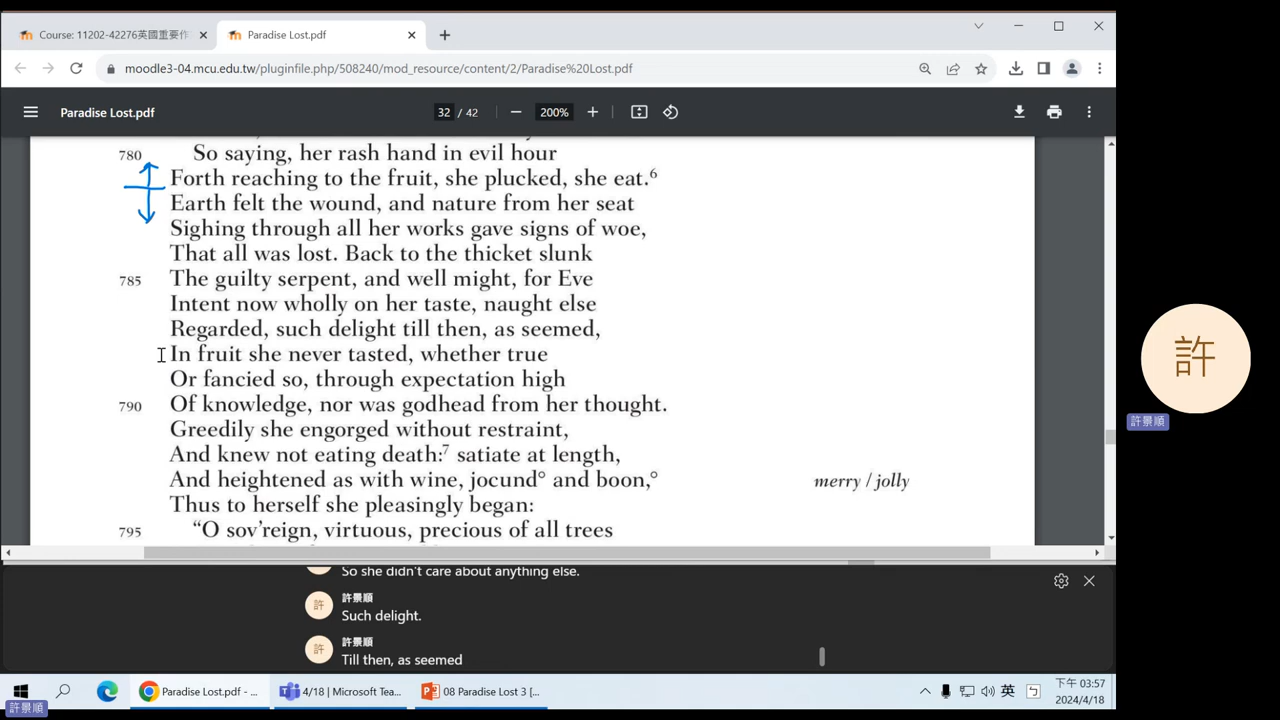 Course: 11202-42276英國重要作
Paradise Lost.pdf
moodle3-04.mcu.edu.tw/pluginfile.php/508240/mod_resource/content/2/Paradise%20Lost.pdf
Paradise Lost.pdf
32 / 42
200%
780 So saying, her rash hand in evil hour
Forth reaching to the fruit, she plucked, she eat.6
Earth felt the wound, and nature from her seat
Sighing through all her works gave signs of woe,
That all was lost. Back to the thicket slunk
785 The guilty serpent, and well might, for Eve
Intent now wholly on her taste, naught else
Regarded, such delight till then, as seemed,
In fruit she never tasted, whether true
Or fancied so, through expectation high
790 Of knowledge, nor was godhead from her thought.
Greedily she engorged without restraint,
And knew not eating death:7 satiate at length,
And heightened as with wine, jocund° and boon,° merry / jolly
Thus to herself she pleasingly began:
795 “O sov’reign, virtuous, precious of all trees
So she didn't care about anything else.
許景順
許 Such delight.
許景順
許 Till then, as seemed
許
許景順
Paradise Lost.pdf - ...
4/18 | Microsoft Tea...
08 Paradise Lost 3 [...
英
下午 03:57
2024/4/18
許景順